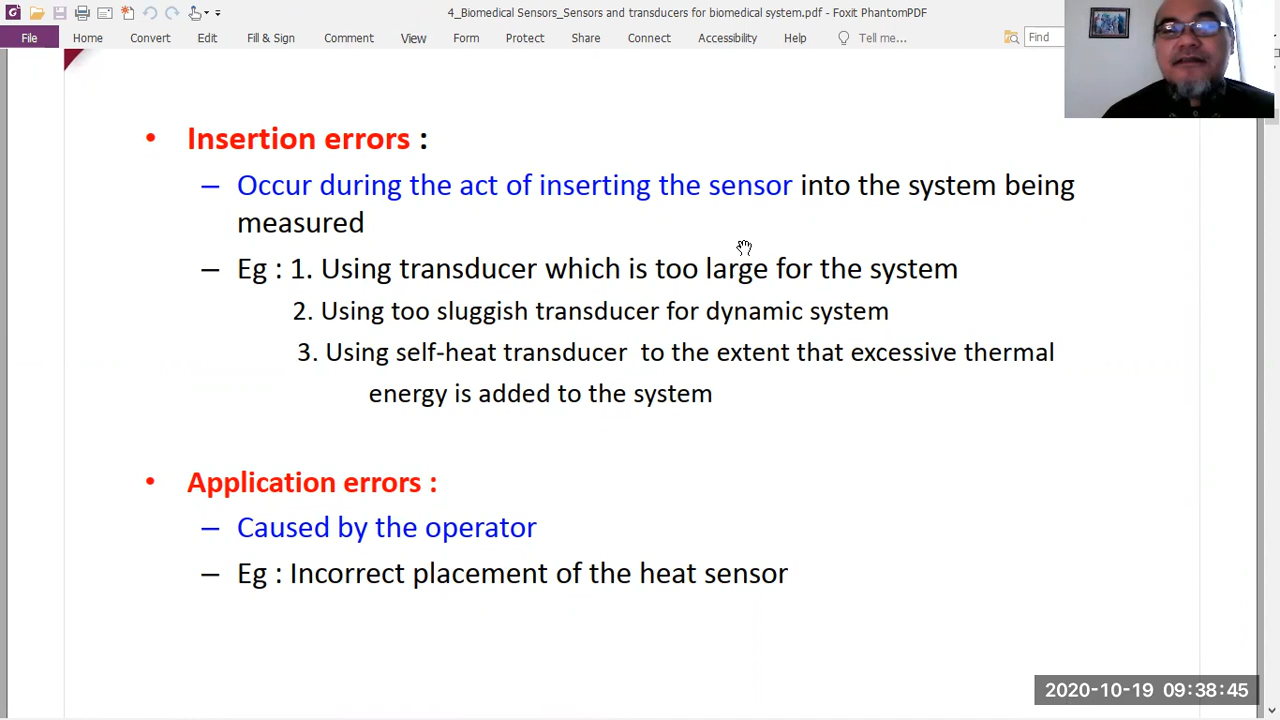 4_Biomedical Sensors_Sensors and transducers for biomedical system.pdf - Foxit PhantomPDF
File Home Convert Edit Fill & Sign Comment View Form Protect Share Connect Accessibility Help Tell me... Find
• Insertion errors :
– Occur during the act of inserting the sensor into the system being
measured
– Eg : 1. Using transducer which is too large for the system
2. Using too sluggish transducer for dynamic system
3. Using self-heat transducer to the extent that excessive thermal
energy is added to the system
• Application errors :
– Caused by the operator
– Eg : Incorrect placement of the heat sensor
2020-10-19 09:38:45